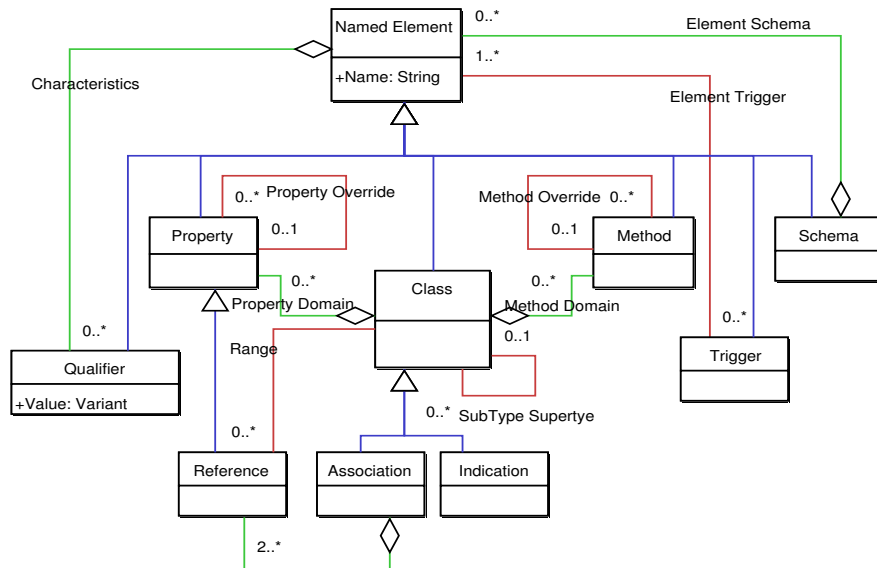 0..*
Element Schema
Named Element
1..*
+Name: String
Characteristics
Element Trigger
Property Override
0..*
Method Override
0..*
0..1
0..1
Property
Method
Schema
0..*
0..*
Class
Property Domain
Method Domain
0..*
0..1
0..*
Range
Qualifier
Trigger
+Value: Variant
0..*
SubType Supertye
0..*
Reference
Association
Indication
2..*